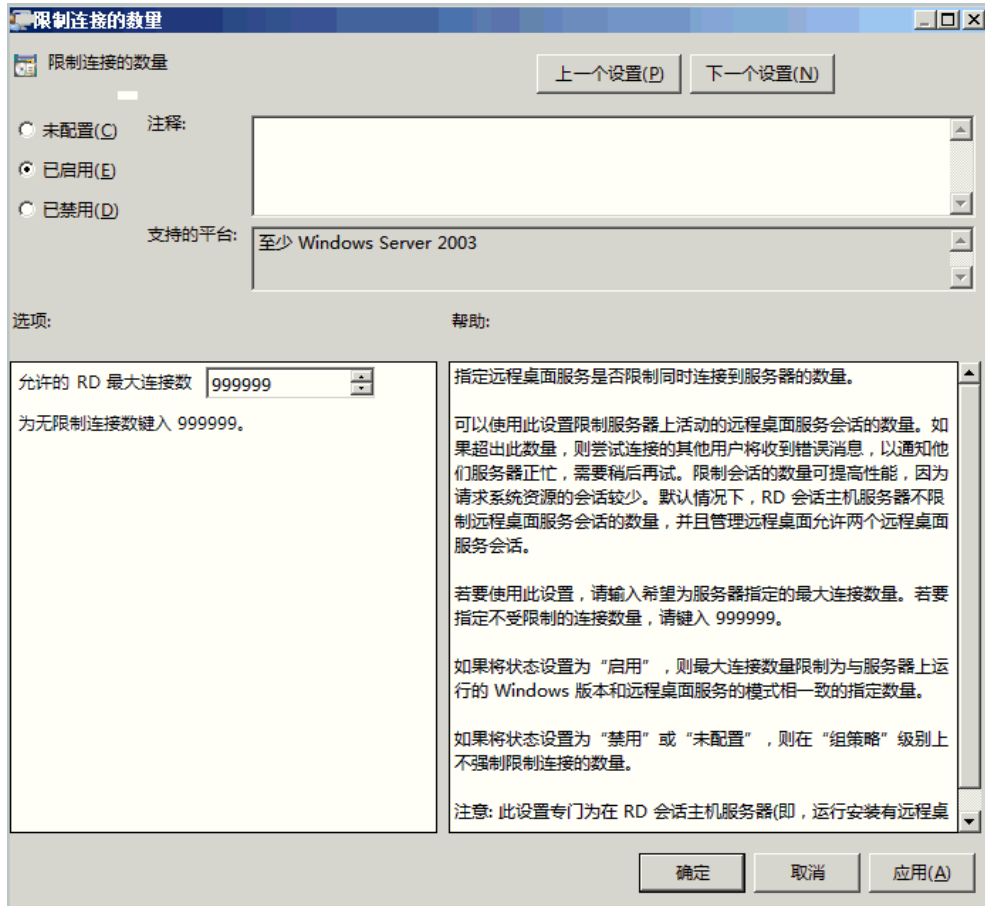 限制连接的数里
限制连接的数量
上一个设置(P)
下一个设置(N)
未配置(C)
注释:
已启用(E)
已禁用(D)
支持的平台:
至少 Windows Server 2003
选项:
帮助:
允许的 RD 最大连接数 999999
为无限制连接数键入 999999。
指定远程桌面服务是否限制同时连接到服务器的数量。
可以使用此设置限制服务器上活动的远程桌面服务会话的数量。如
果超出此数量，则尝试连接的其他用户将收到错误消息，以通知他
们服务器正忙，需要稍后再试。限制会话的数量可提高性能，因为
请求系统资源的会话较少。默认情况下，RD 会话主机服务器不限
制远程桌面服务会话的数量，并且管理远程桌面允许两个远程桌面
服务会话。
若要使用此设置，请输入希望为服务器指定的最大连接数量。若要
指定不受限制的连接数量，请键入 999999。
如果将状态设置为“启用”，则最大连接数量限制为与服务器上运
行的 Windows 版本和远程桌面服务的模式相一致的指定数量。
如果将状态设置为“禁用”或“未配置”，则在“组策略”级别上
不强制限制连接的数量。
注意: 此设置专门为在 RD 会话主机服务器(即，运行安装有远程桌
确定
取消
应用(A)